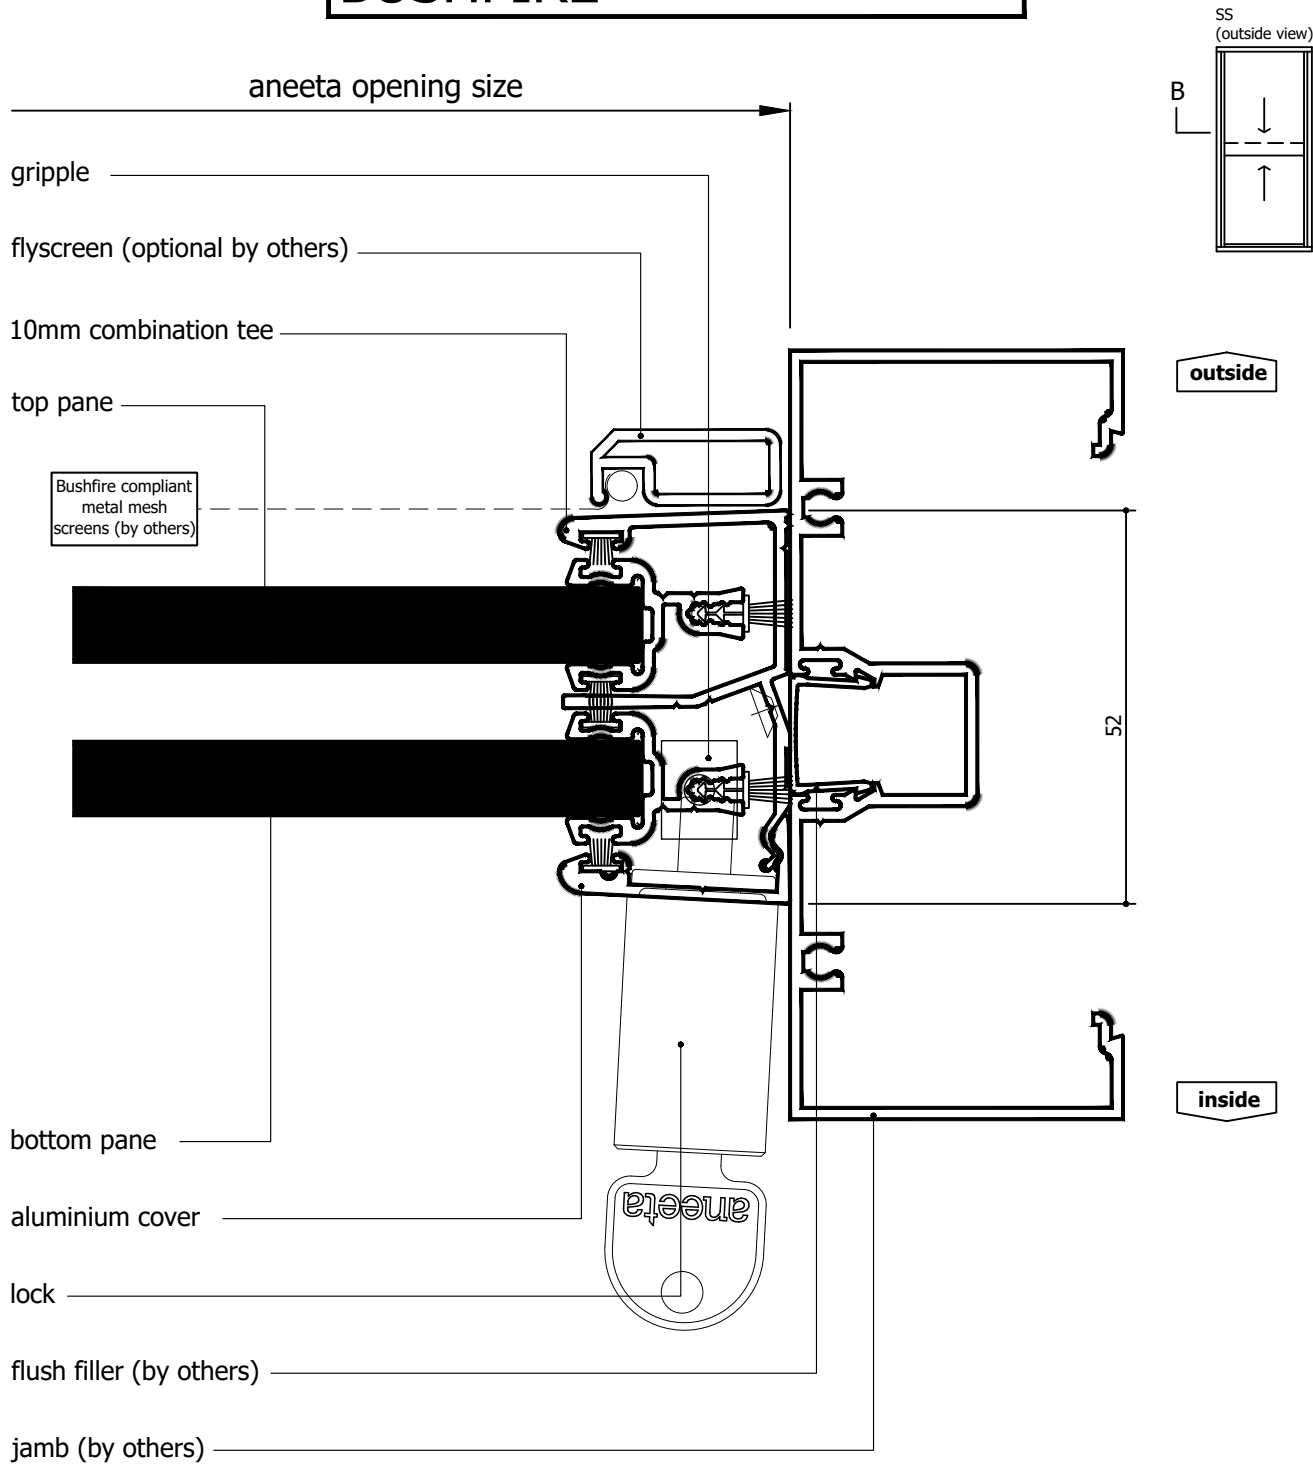 BUSHFIRE
SS
(outside view)
aneeta opening size
B
gripple
flyscreen (optional by others)
10mm combination tee
outside
top pane
Bushfire compliant
metal mesh
screens (by others)
52
inside
bottom pane
aneeta
aluminium cover
lock
flush filler (by others)
jamb (by others)